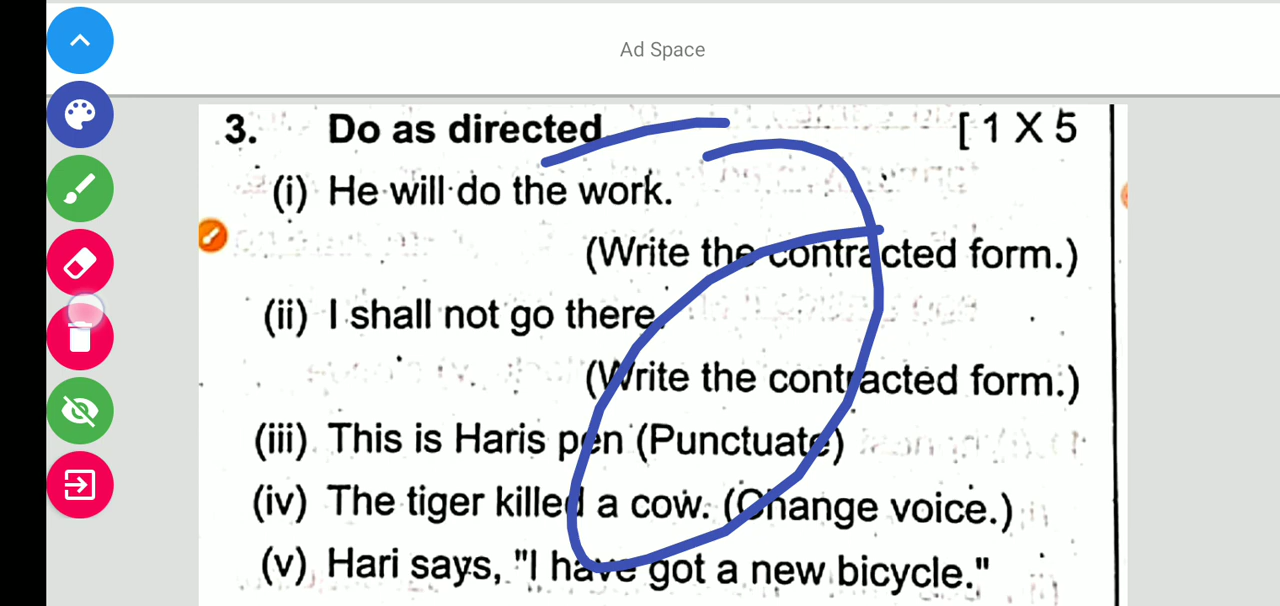 Ad Space
3. Do as directed. [ 1 X 5
(i) He will do the work.
(Write the contracted form.)
(ii) I shall not go there.
(Write the contracted form.)
(iii) This is Haris pen (Punctuate)
(iv) The tiger killed a cow. (Change voice.)
(v) Hari says, "I have got a new bicycle."